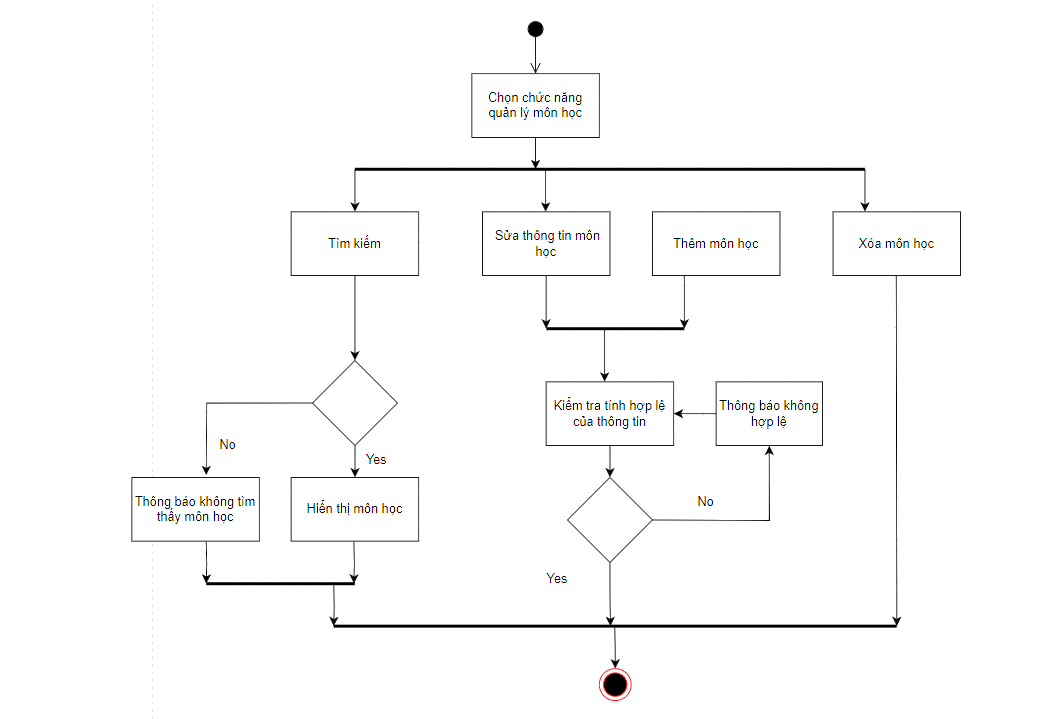 Chọn chức năng
quản lý môn học
Tìm kiếm
Sửa thông tin môn
học
Thêm môn học
Xóa môn học
Kiểm tra tính hợp lệ
của thông tin
Thông báo không
hợp lệ
No
Yes
Thông báo không tìm
thấy môn học
Hiển thị môn học
No
Yes